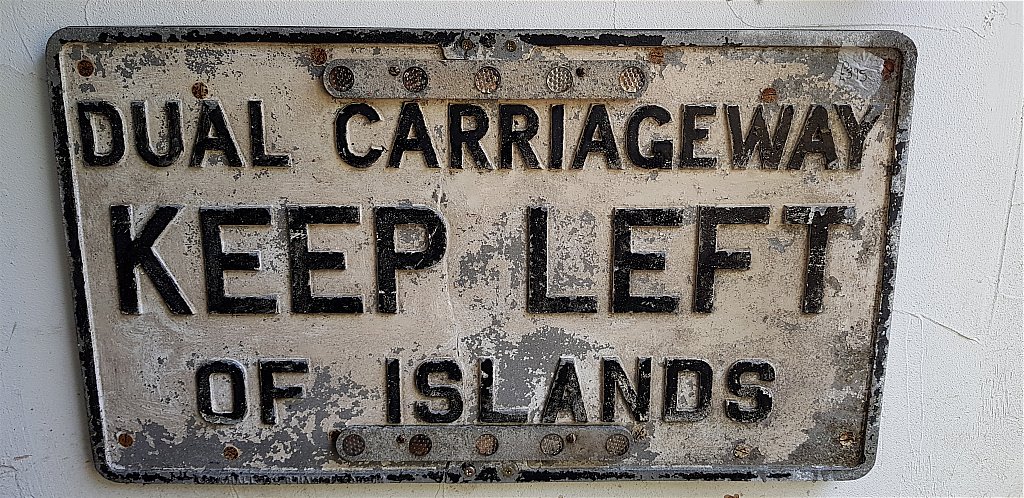 DUAL CARRIAGEWAY
KEEP LEFT
OF ISLANDS